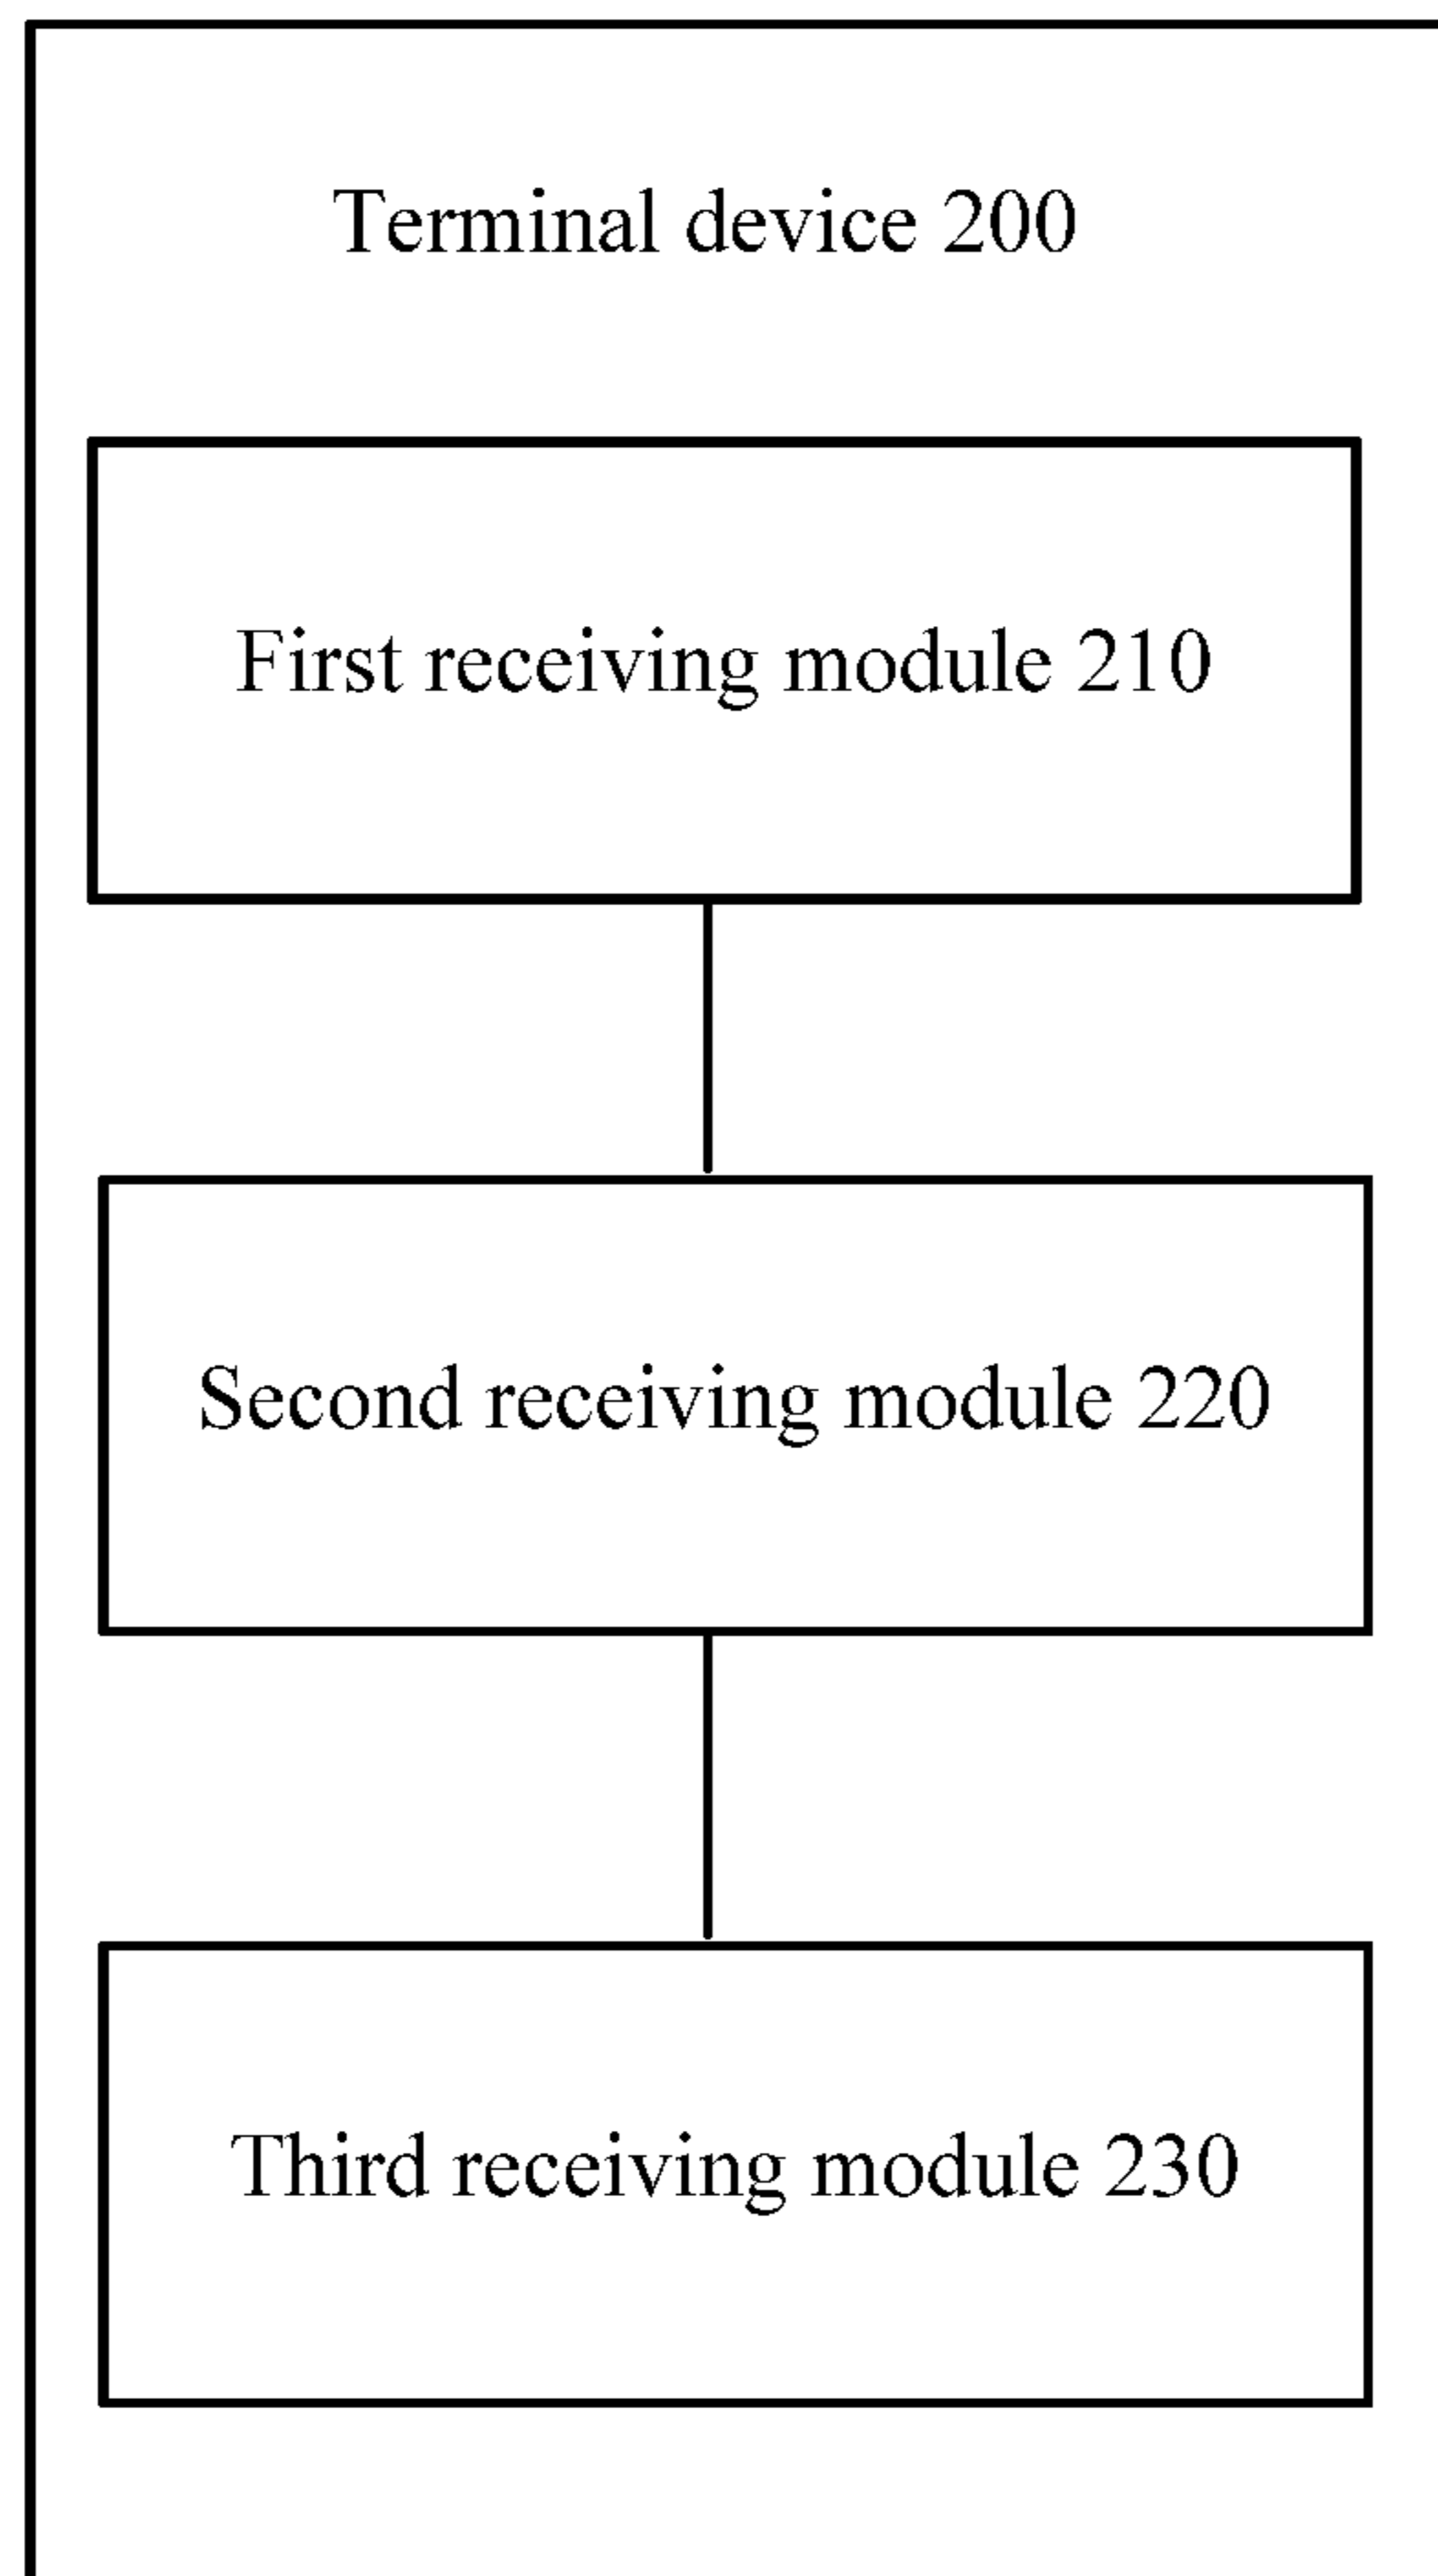 Terminal device 200
First receiving module 210
Second receiving module 220
Third receiving module 230